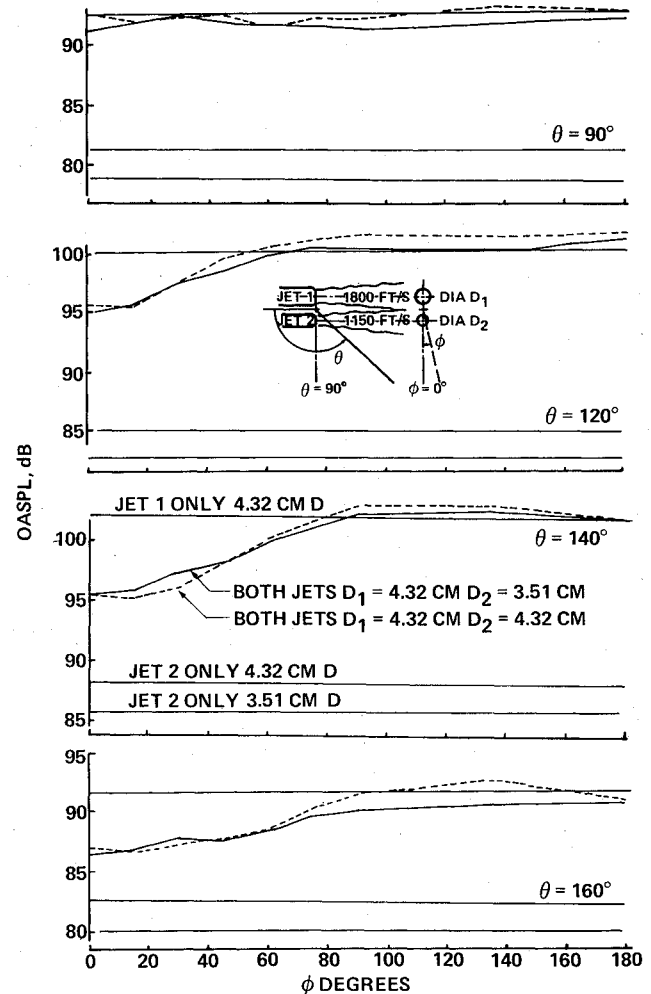 90
85
80
θ = 90°
100
95
90
85
JET 1
1800 FT/S
DIA D1
JET 2
1150 FT/S
DIA D2
θ
ϕ
θ = 90°
ϕ = 0°
θ = 120°
OASPL, dB
JET 1 ONLY 4.32 CM D
100
θ = 140°
BOTH JETS D1 = 4.32 CM D2 = 3.51 CM
95
BOTH JETS D1 = 4.32 CM D2 = 4.32 CM
90
JET 2 ONLY 4.32 CM D
JET 2 ONLY 3.51 CM D
85
95
90
85
θ = 160°
80
0 20 40 60 80 100 120 140 160 180
ϕ DEGREES